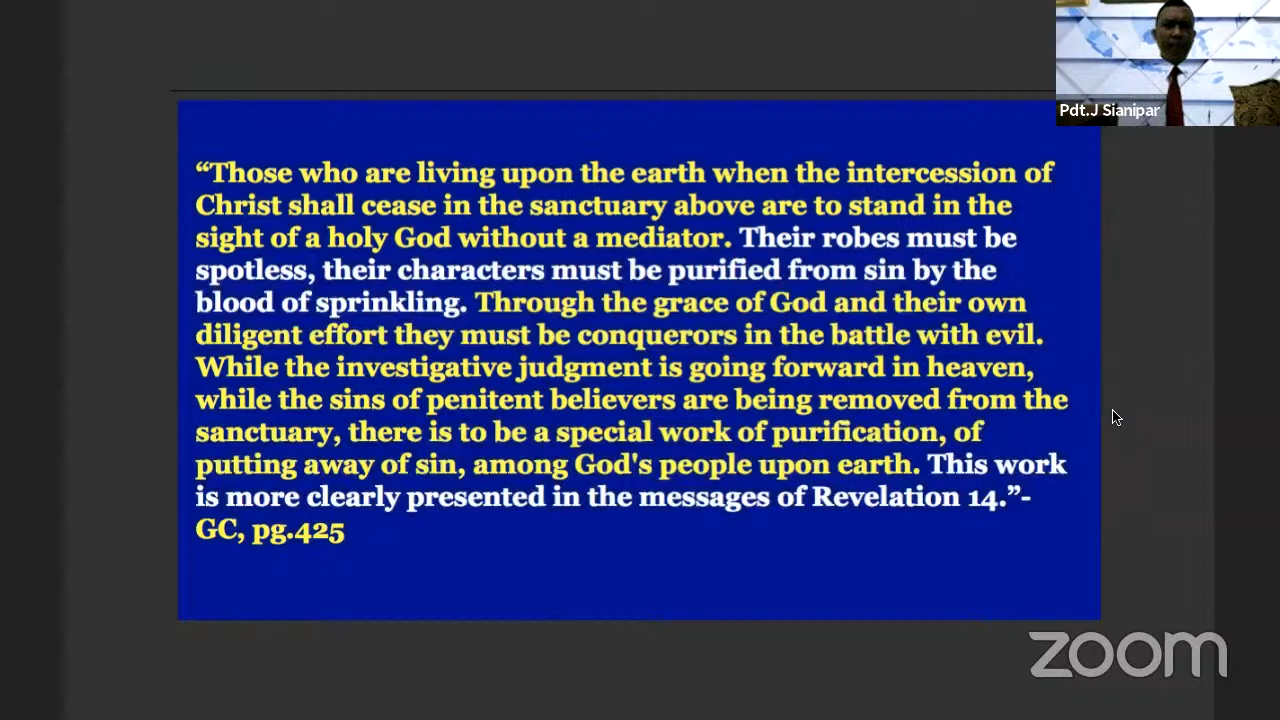 Pdt.J Sianipar
“Those who are living upon the earth when the intercession of
Christ shall cease in the sanctuary above are to stand in the
sight of a holy God without a mediator. Their robes must be
spotless, their characters must be purified from sin by the
blood of sprinkling. Through the grace of God and their own
diligent effort they must be conquerors in the battle with evil.
While the investigative judgment is going forward in heaven,
while the sins of penitent believers are being removed from the
sanctuary, there is to be a special work of purification, of
putting away of sin, among God's people upon earth. This work
is more clearly presented in the messages of Revelation 14.”-
GC, pg.425
zoom